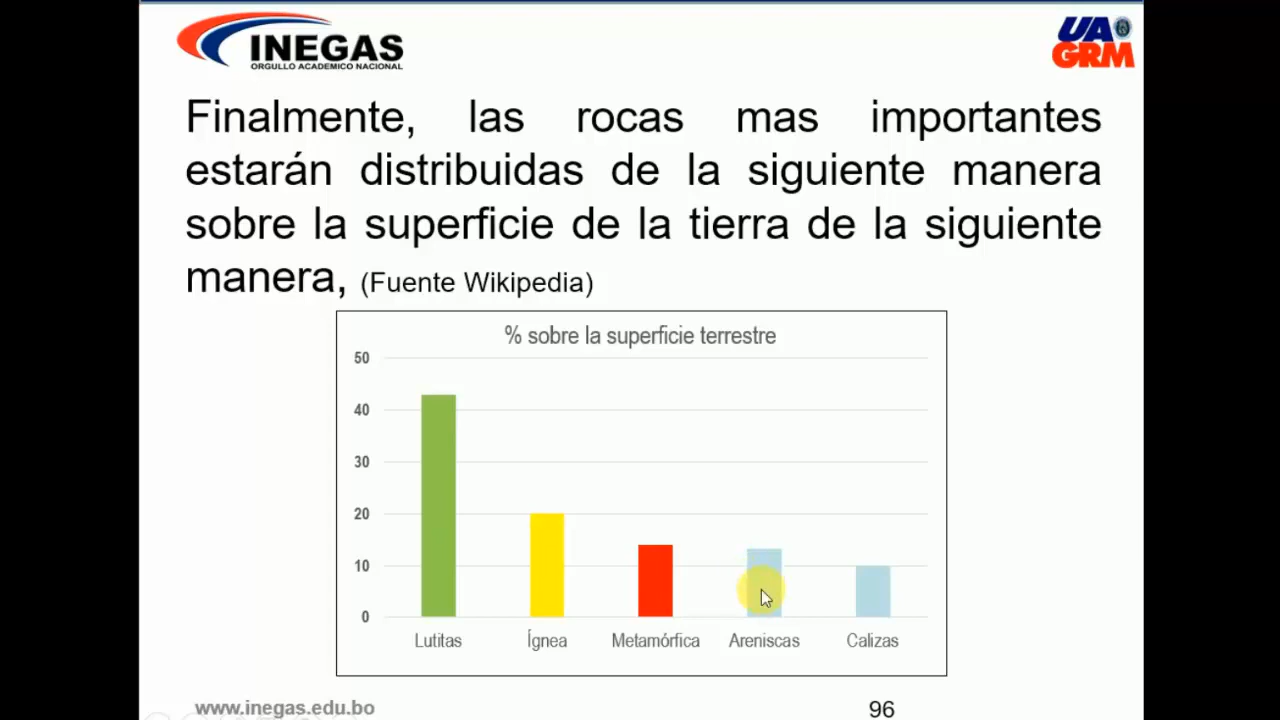 INEGAS
ORGULLO ACADEMICO NACIONAL
UA
GRM
Finalmente, las rocas mas importantes
estarán distribuidas de la siguiente manera
sobre la superficie de la tierra de la siguiente
manera, (Fuente Wikipedia)
% sobre la superficie terrestre
50
40
30
20
10
0
Lutitas Ígnea Metamórfica Areniscas Calizas
www.inegas.edu.bo 96